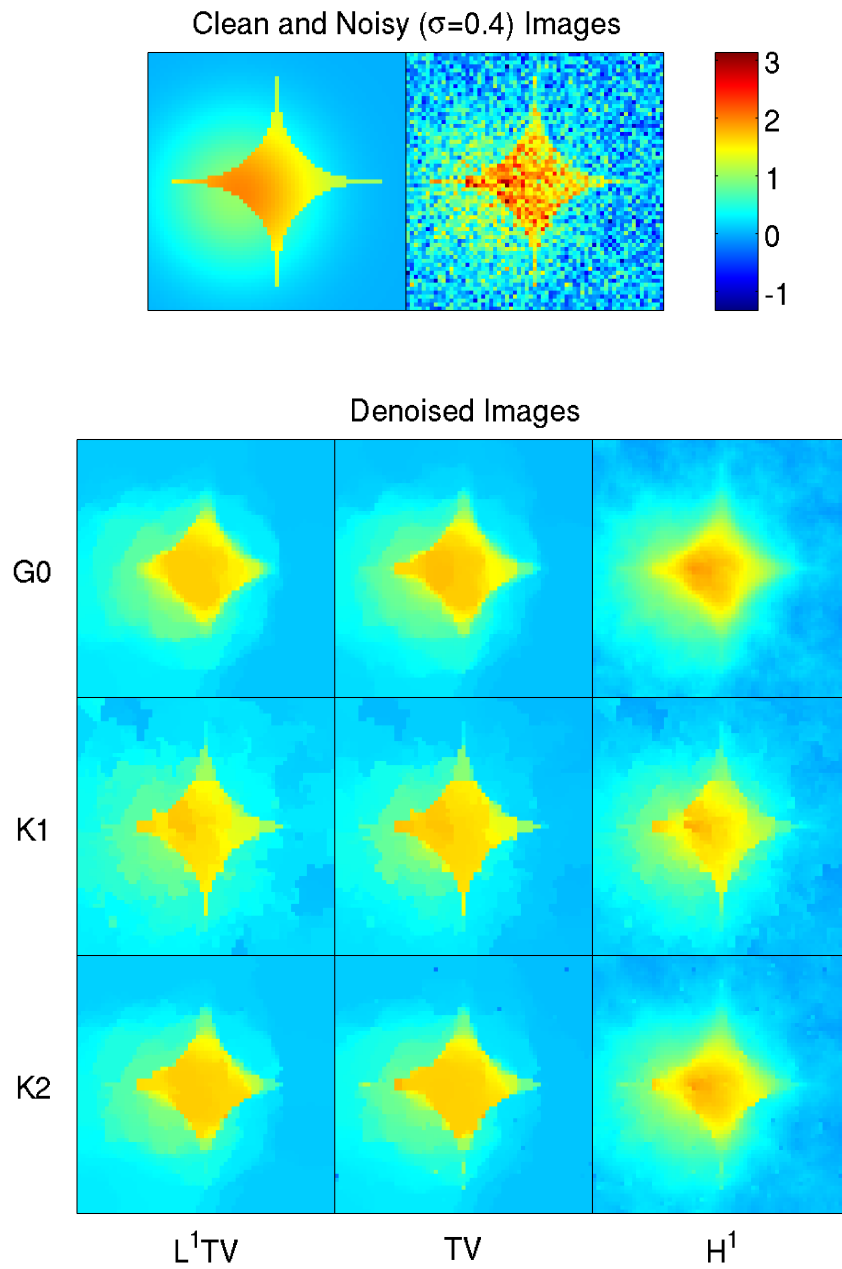 Clean and Noisy (σ=0.4) Images
3
2
1
0
-1
Denoised Images
G0
K1
K2
L¹TV TV H¹